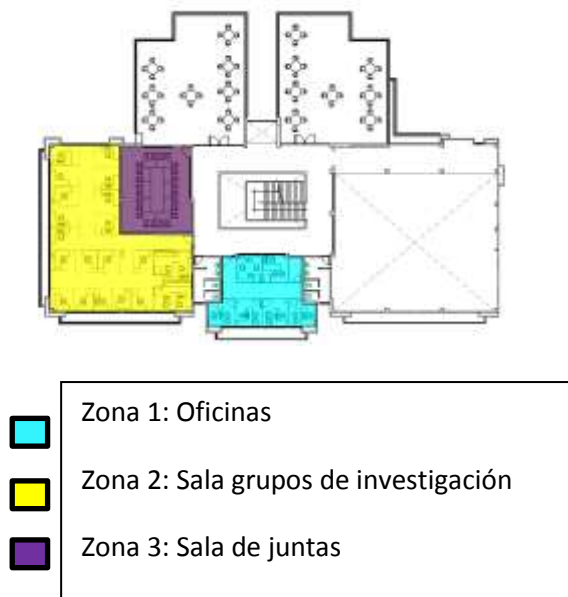 Zona 1: Oficinas
Zona 2: Sala grupos de investigación
Zona 3: Sala de juntas